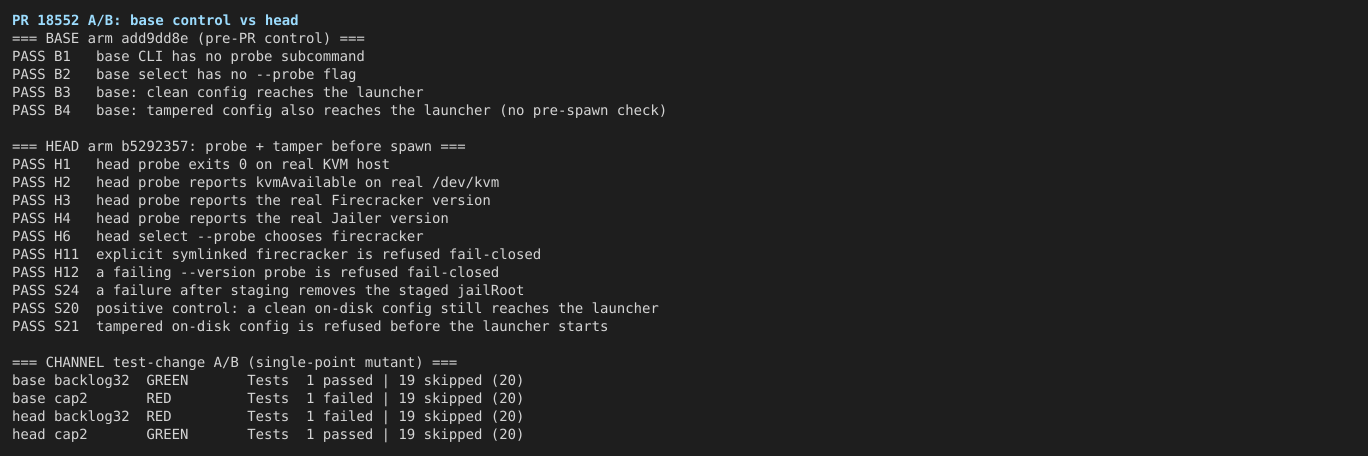 PR 18552 A/B: base control vs head
=== BASE arm add9dd8e (pre-PR control) ===
PASS B1   base CLI has no probe subcommand
PASS B2   base select has no --probe flag
PASS B3   base: clean config reaches the launcher
PASS B4   base: tampered config also reaches the launcher (no pre-spawn check)
=== HEAD arm b5292357: probe + tamper before spawn ===
PASS H1   head probe exits 0 on real KVM host
PASS H2   head probe reports kvmAvailable on real /dev/kvm
PASS H3   head probe reports the real Firecracker version
PASS H4   head probe reports the real Jailer version
PASS H6   head select --probe chooses firecracker
PASS H11  explicit symlinked firecracker is refused fail-closed
PASS H12  a failing --version probe is refused fail-closed
PASS S24  a failure after staging removes the staged jailRoot
PASS S20  positive control: a clean on-disk config still reaches the launcher
PASS S21  tampered on-disk config is refused before the launcher starts
=== CHANNEL test-change A/B (single-point mutant) ===
base backlog32  GREEN       Tests  1 passed | 19 skipped (20)
base cap2       RED         Tests  1 failed | 19 skipped (20)
head backlog32  RED         Tests  1 failed | 19 skipped (20)
head cap2       GREEN       Tests  1 passed | 19 skipped (20)